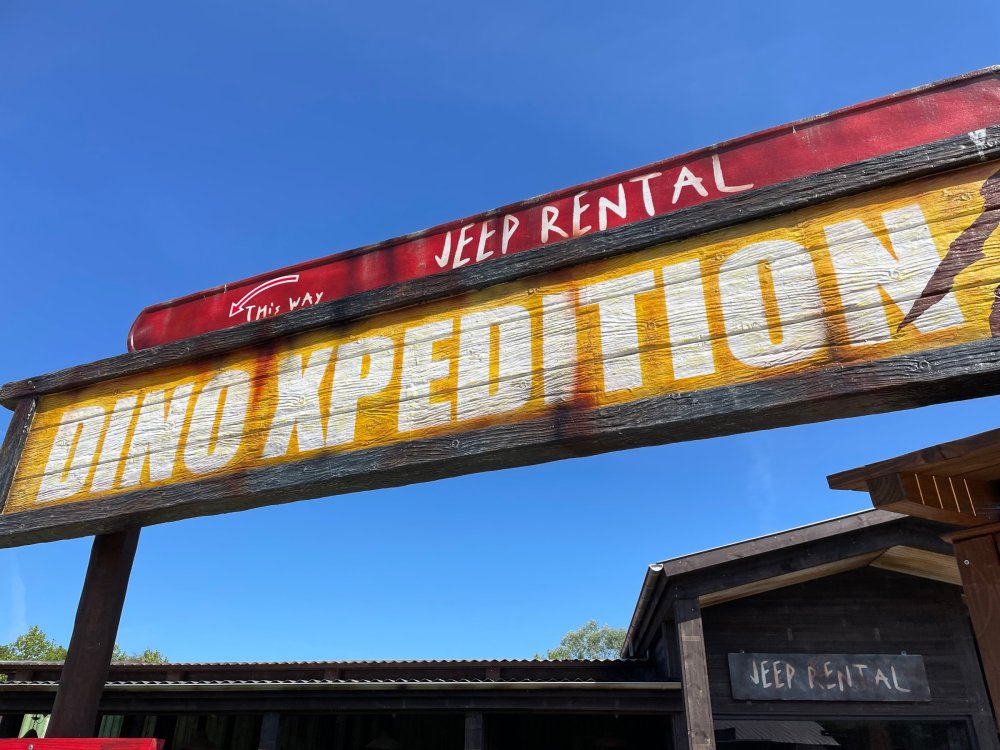 JEEP RENTAL
THis WAY
DINO XPEDITION
JEEP RENTAL